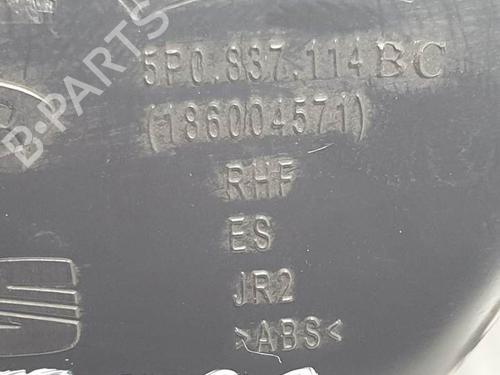 5P0.837.114 BC
(186004571)
RHF
ES
JR2
>ABS<
B-PARTS